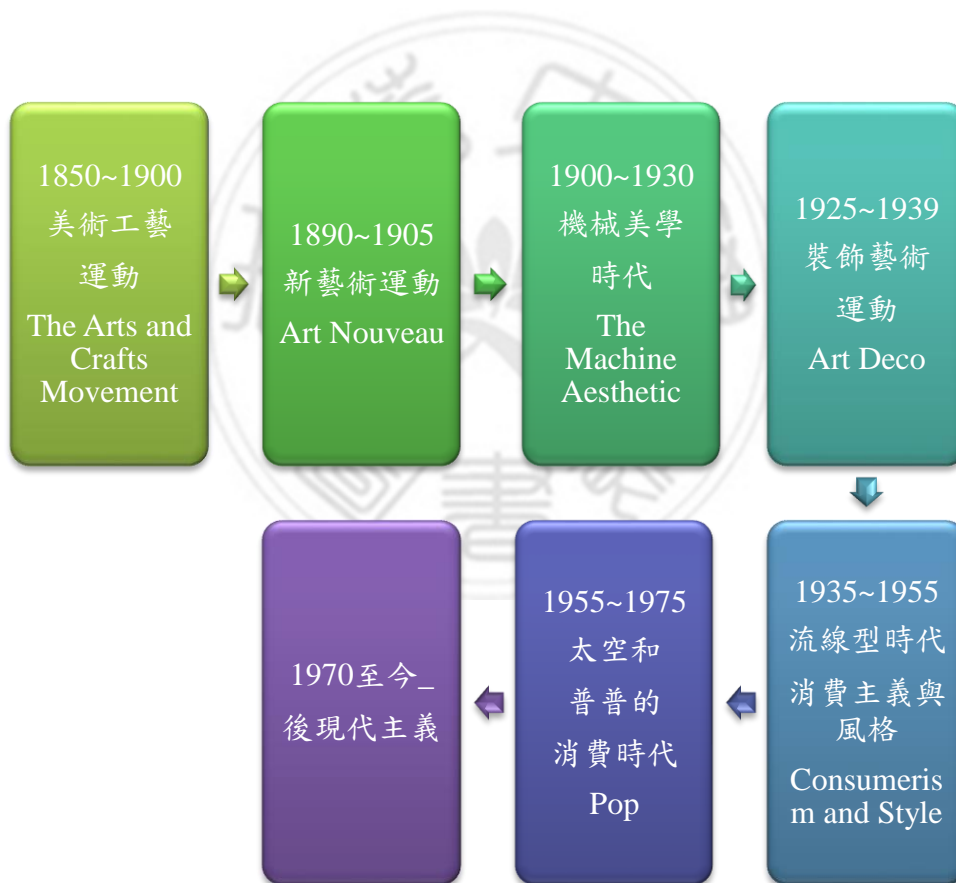 1850~1900
美術工藝
運動
The Arts and
Crafts
Movement
1890~1905
新藝術運動
Art Nouveau
1900~1930
機械美學
時代
The
Machine
Aesthetic
1925~1939
裝飾藝術
運動
Art Deco
1935~1955
流線型時代
消費主義與
風格
Consumeris
m and Style
1955~1975
太空和
普普的
消費時代
Pop
1970至今_
後現代主義
書